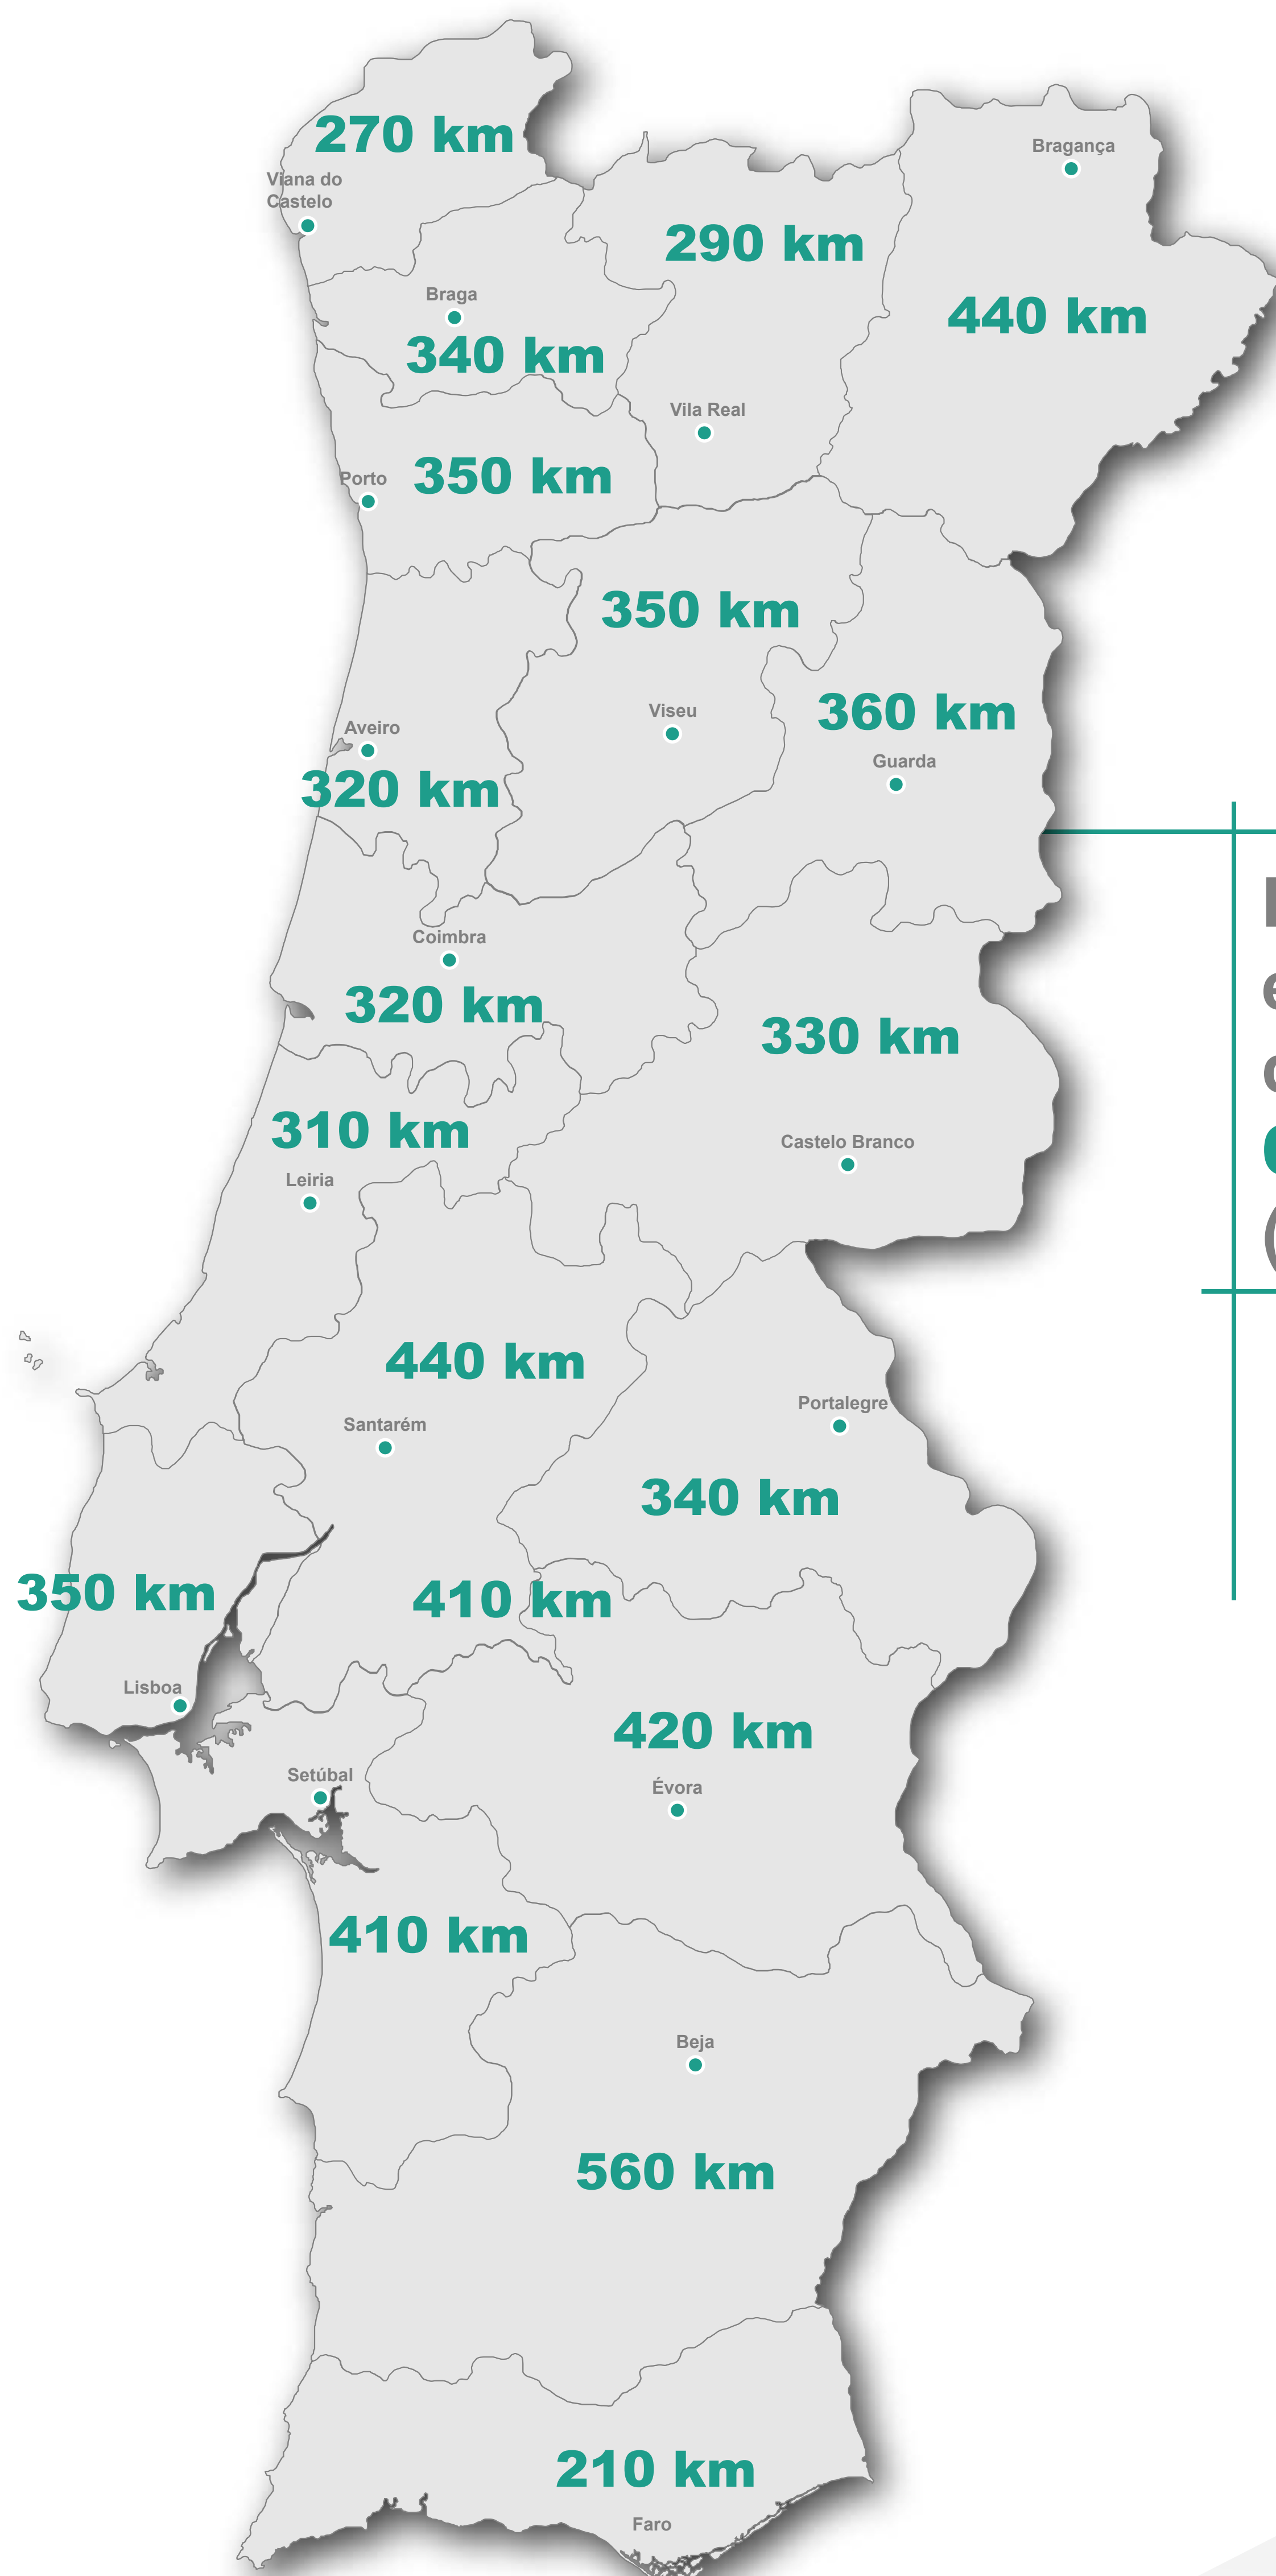 270 km
Viana do
Castelo
Bragança
290 km
Braga
440 km
340 km
Vila Real
Porto
350 km
350 km
Viseu
360 km
Aveiro
Guarda
320 km
Coimbra
320 km
330 km
310 km
Castelo Branco
Leiria
440 km
Portalegre
Santarém
340 km
350 km
410 km
Lisboa
420 km
Setúbal
Évora
410 km
Beja
560 km
210 km
Faro